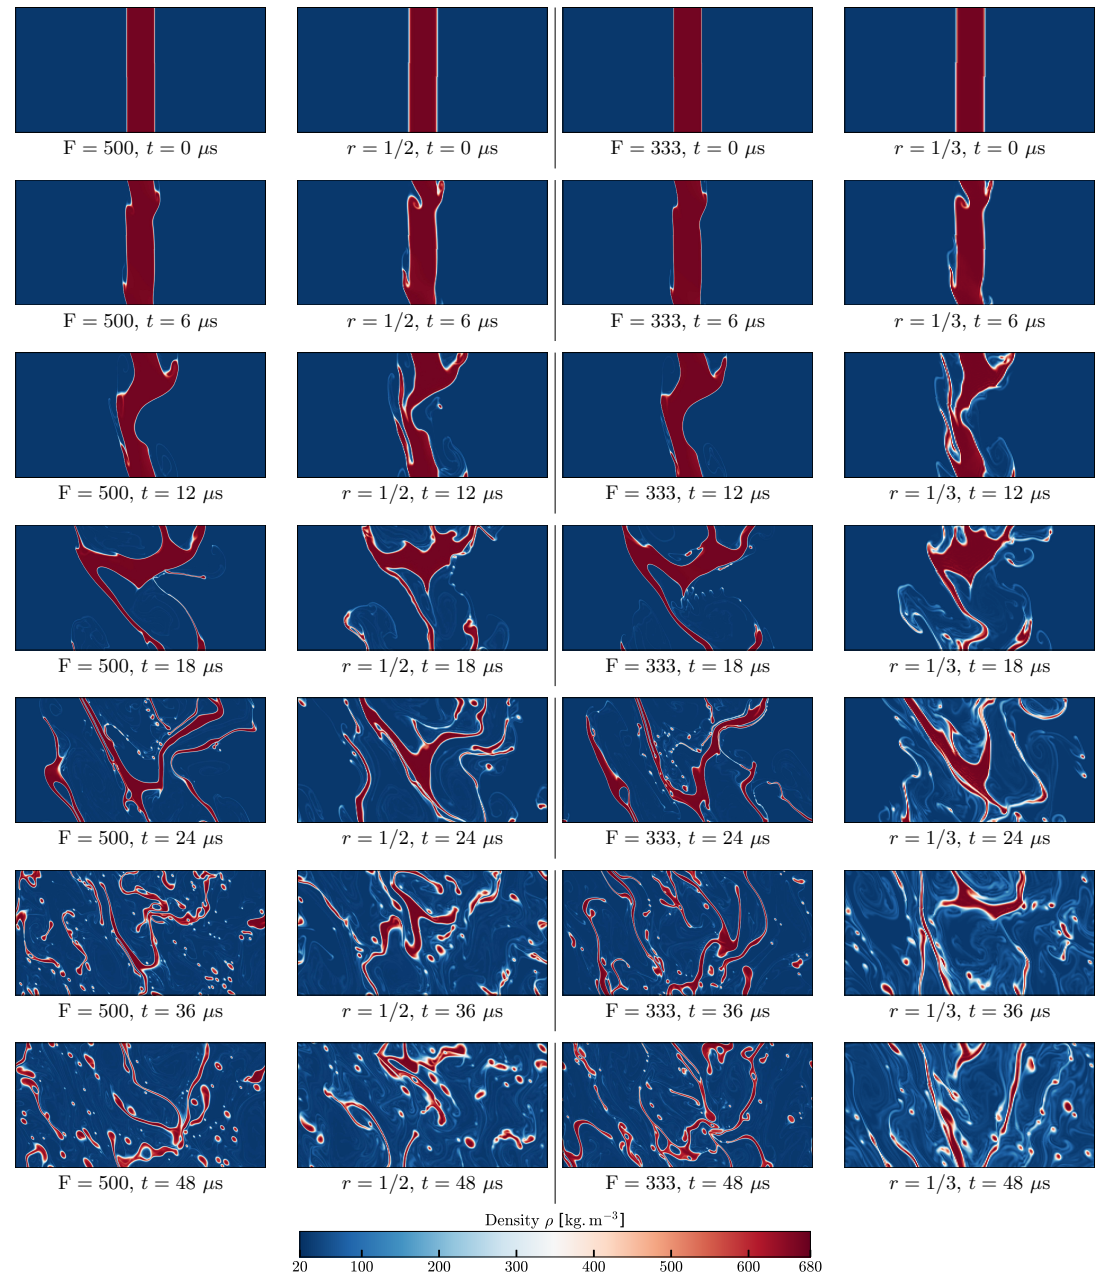 F = 500, t = 0 μs
r = 1/2, t = 0 μs
F = 333, t = 0 μs
r = 1/3, t = 0 μs
F = 500, t = 6 μs
r = 1/2, t = 6 μs
F = 333, t = 6 μs
r = 1/3, t = 6 μs
F = 500, t = 12 μs
r = 1/2, t = 12 μs
F = 333, t = 12 μs
r = 1/3, t = 12 μs
F = 500, t = 18 μs
r = 1/2, t = 18 μs
F = 333, t = 18 μs
r = 1/3, t = 18 μs
F = 500, t = 24 μs
r = 1/2, t = 24 μs
F = 333, t = 24 μs
r = 1/3, t = 24 μs
F = 500, t = 36 μs
r = 1/2, t = 36 μs
F = 333, t = 36 μs
r = 1/3, t = 36 μs
F = 500, t = 48 μs
r = 1/2, t = 48 μs
F = 333, t = 48 μs
r = 1/3, t = 48 μs
Density ρ [kg.m⁻³]
20 100 200 300 400 500 600 680